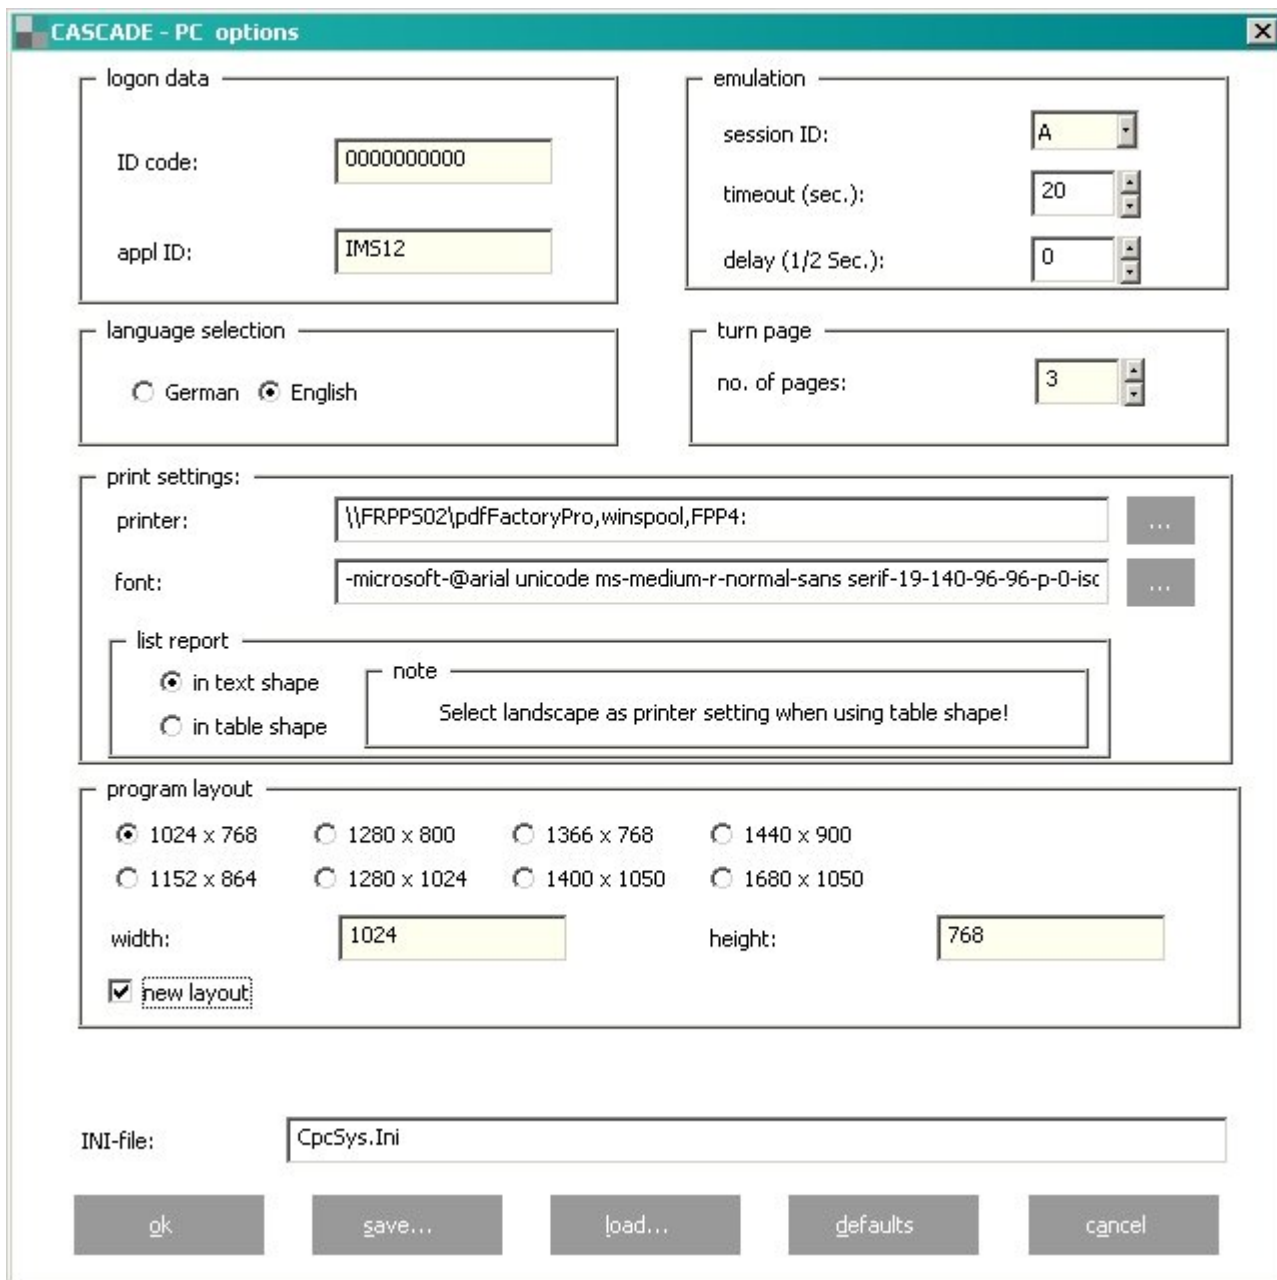 CASCADE - PC options
logon data
ID code: 0000000000
appl ID: IMS12
emulation
session ID: A
timeout (sec.): 20
delay (1/2 Sec.): 0
language selection
German English
turn page
no. of pages: 3
print settings:
printer: \\FRPPS02\pdfFactoryPro,winspool,FPP4: ...
font: -microsoft-@arial unicode ms-medium-r-normal-sans serif-19-140-96-96-p-0-isc ...
list report
in text shape
in table shape
note
Select landscape as printer setting when using table shape!
program layout
1024 x 768 1280 x 800 1366 x 768 1440 x 900
1152 x 864 1280 x 1024 1400 x 1050 1680 x 1050
width: 1024 height: 768
new layout
INI-file: CpcSys.Ini
ok save... load... defaults cancel